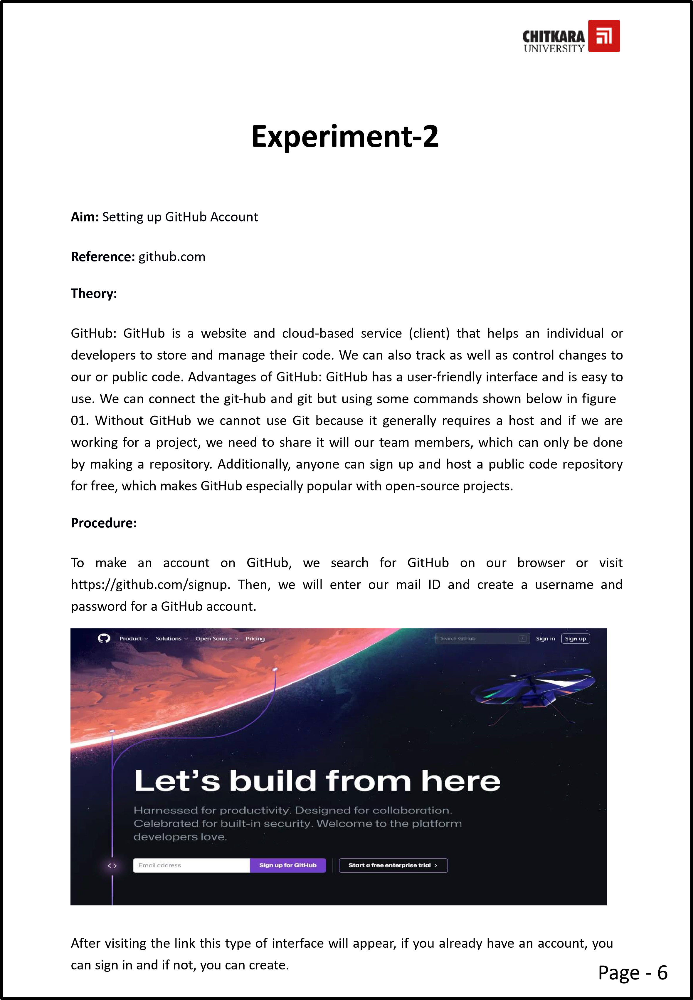 CHITKARA
UNIVERSITY
Experiment-2
Aim: Setting up GitHub Account
Reference: github.com
Theory:
GitHub: GitHub is a website and cloud-based service (client) that helps an individual or
developers to store and manage their code. We can also track as well as control changes to
our or public code. Advantages of GitHub: GitHub has a user-friendly interface and is easy to
use. We can connect the git-hub and git but using some commands shown below in figure
01. Without GitHub we cannot use Git because it generally requires a host and if we are
working for a project, we need to share it will our team members, which can only be done
by making a repository. Additionally, anyone can sign up and host a public code repository
for free, which makes GitHub especially popular with open-source projects.
Procedure:
To make an account on GitHub, we search for GitHub on our browser or visit
https://github.com/signup. Then, we will enter our mail ID and create a username and
password for a GitHub account.
Product Solutions Open Source Pricing Search GitHub / Sign in Sign up
Let's build from here
Harnessed for productivity. Designed for collaboration.
Celebrated for built-in security. Welcome to the platform
developers love.
<> Email address Sign up for GitHub Start a free enterprise trial >
After visiting the link this type of interface will appear, if you already have an account, you
can sign in and if not, you can create.
Page - 6